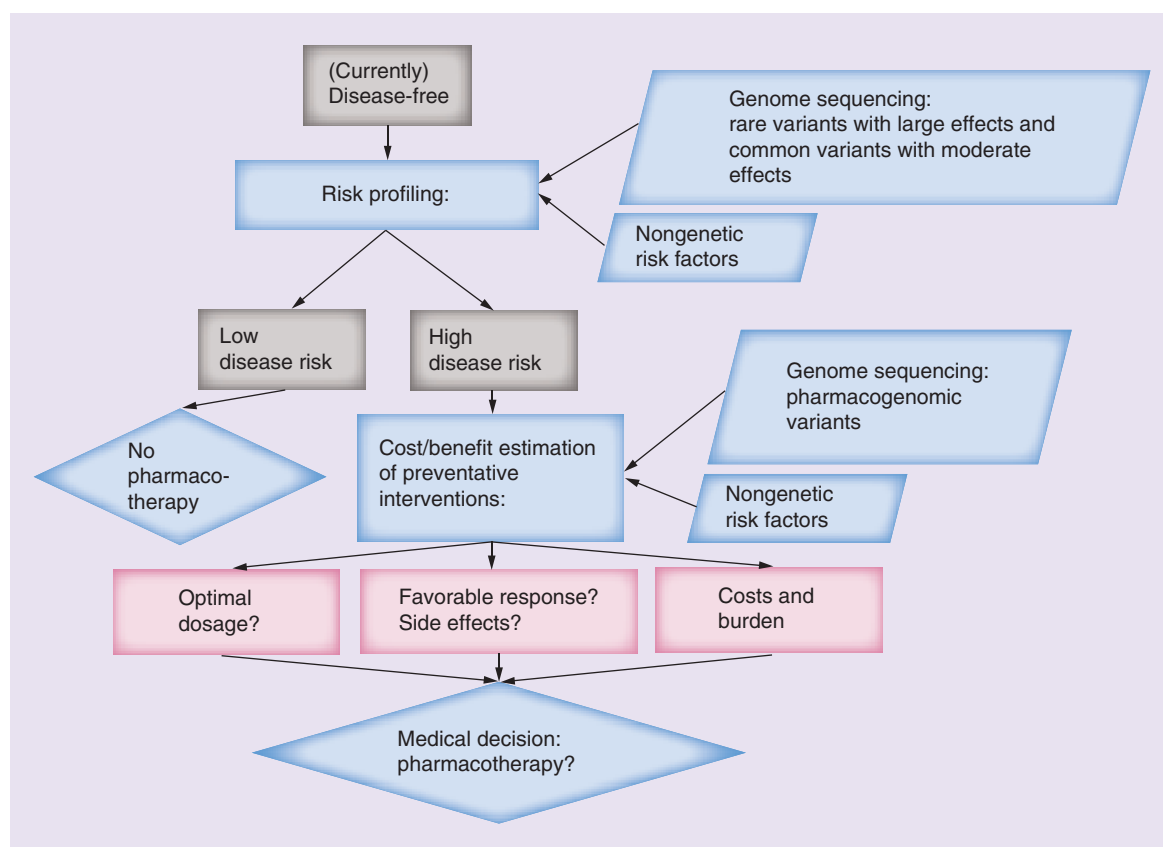 (Currently)
Disease-free
Genome sequencing:
rare variants with large effects and
common variants with moderate
effects
Risk profiling:
Nongenetic
risk factors
Low
disease risk
High
disease risk
Genome sequencing:
pharmacogenomic
variants
No
pharmaco-
therapy
Cost/benefit estimation
of preventative
interventions:
Nongenetic
risk factors
Optimal
dosage?
Favorable response?
Side effects?
Costs and
burden
Medical decision:
pharmacotherapy?